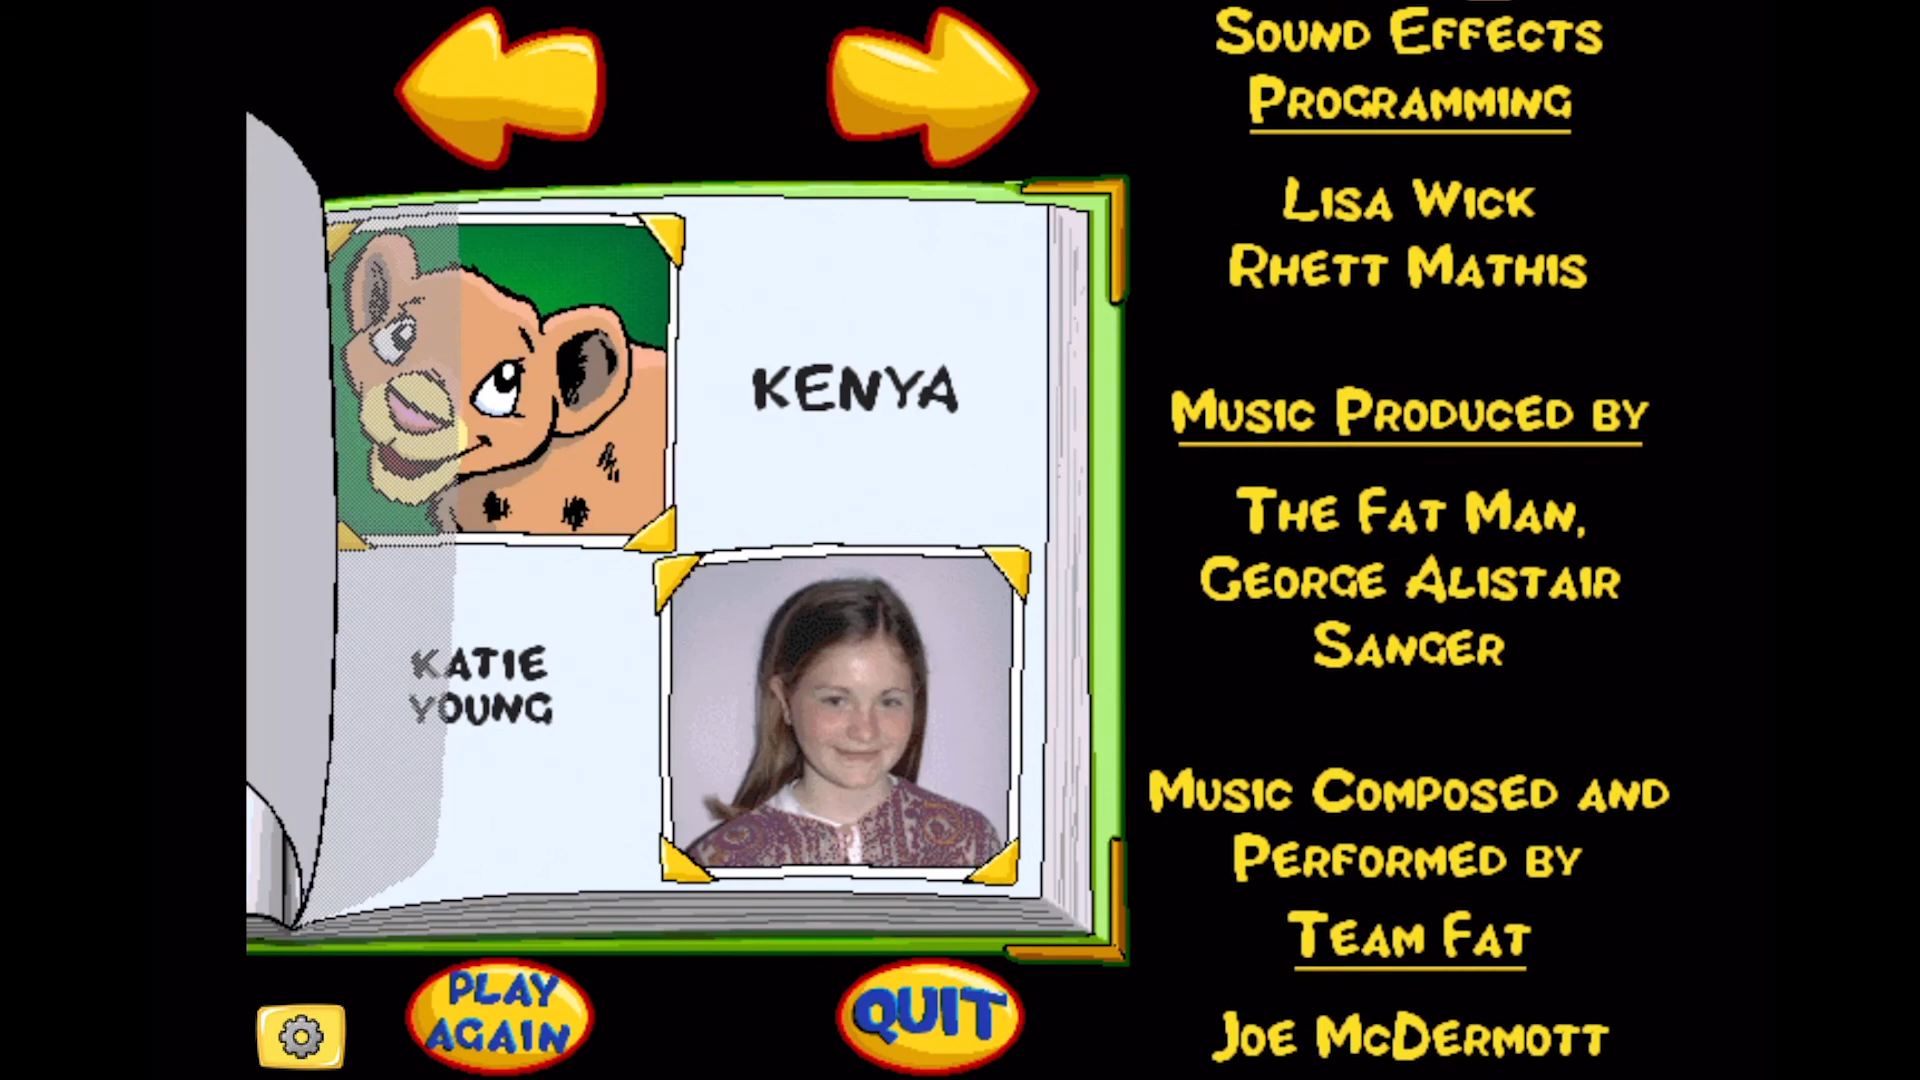 KENYA
KATIE
YOUNG
PLAY
AGAIN
QUIT
SOUND EFFECTS
PROGRAMMING
LISA WICK
RHETT MATHIS
MUSIC PRODUCED BY
THE FAT MAN,
GEORGE ALISTAIR
SANGER
MUSIC COMPOSED AND
PERFORMED BY
TEAM FAT
JOE MCDERMOTT